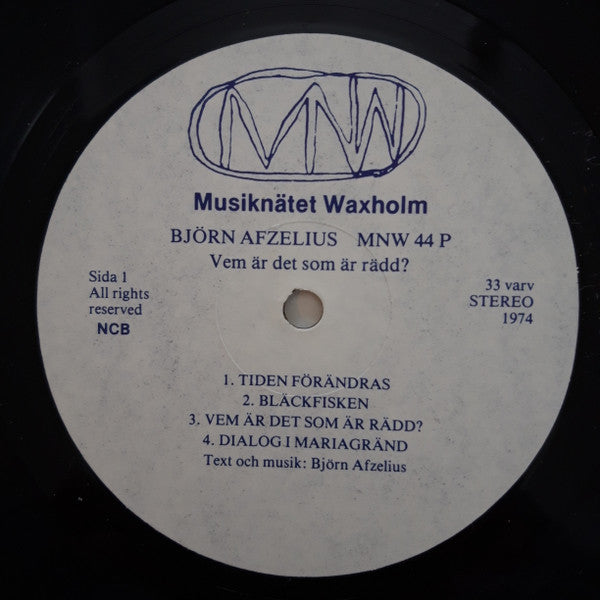 MNW
Musiknätet Waxholm
BJÖRN AFZELIUS MNW 44 P
Vem är det som är rädd?
Sida 1
All rights
reserved
NCB
33 varv
STEREO
1974
1. TIDEN FÖRÄNDRAS
2. BLÄCKFISKEN
3. VEM ÄR DET SOM ÄR RÄDD?
4. DIALOG I MARIAGRÄND
Text och musik: Björn Afzelius